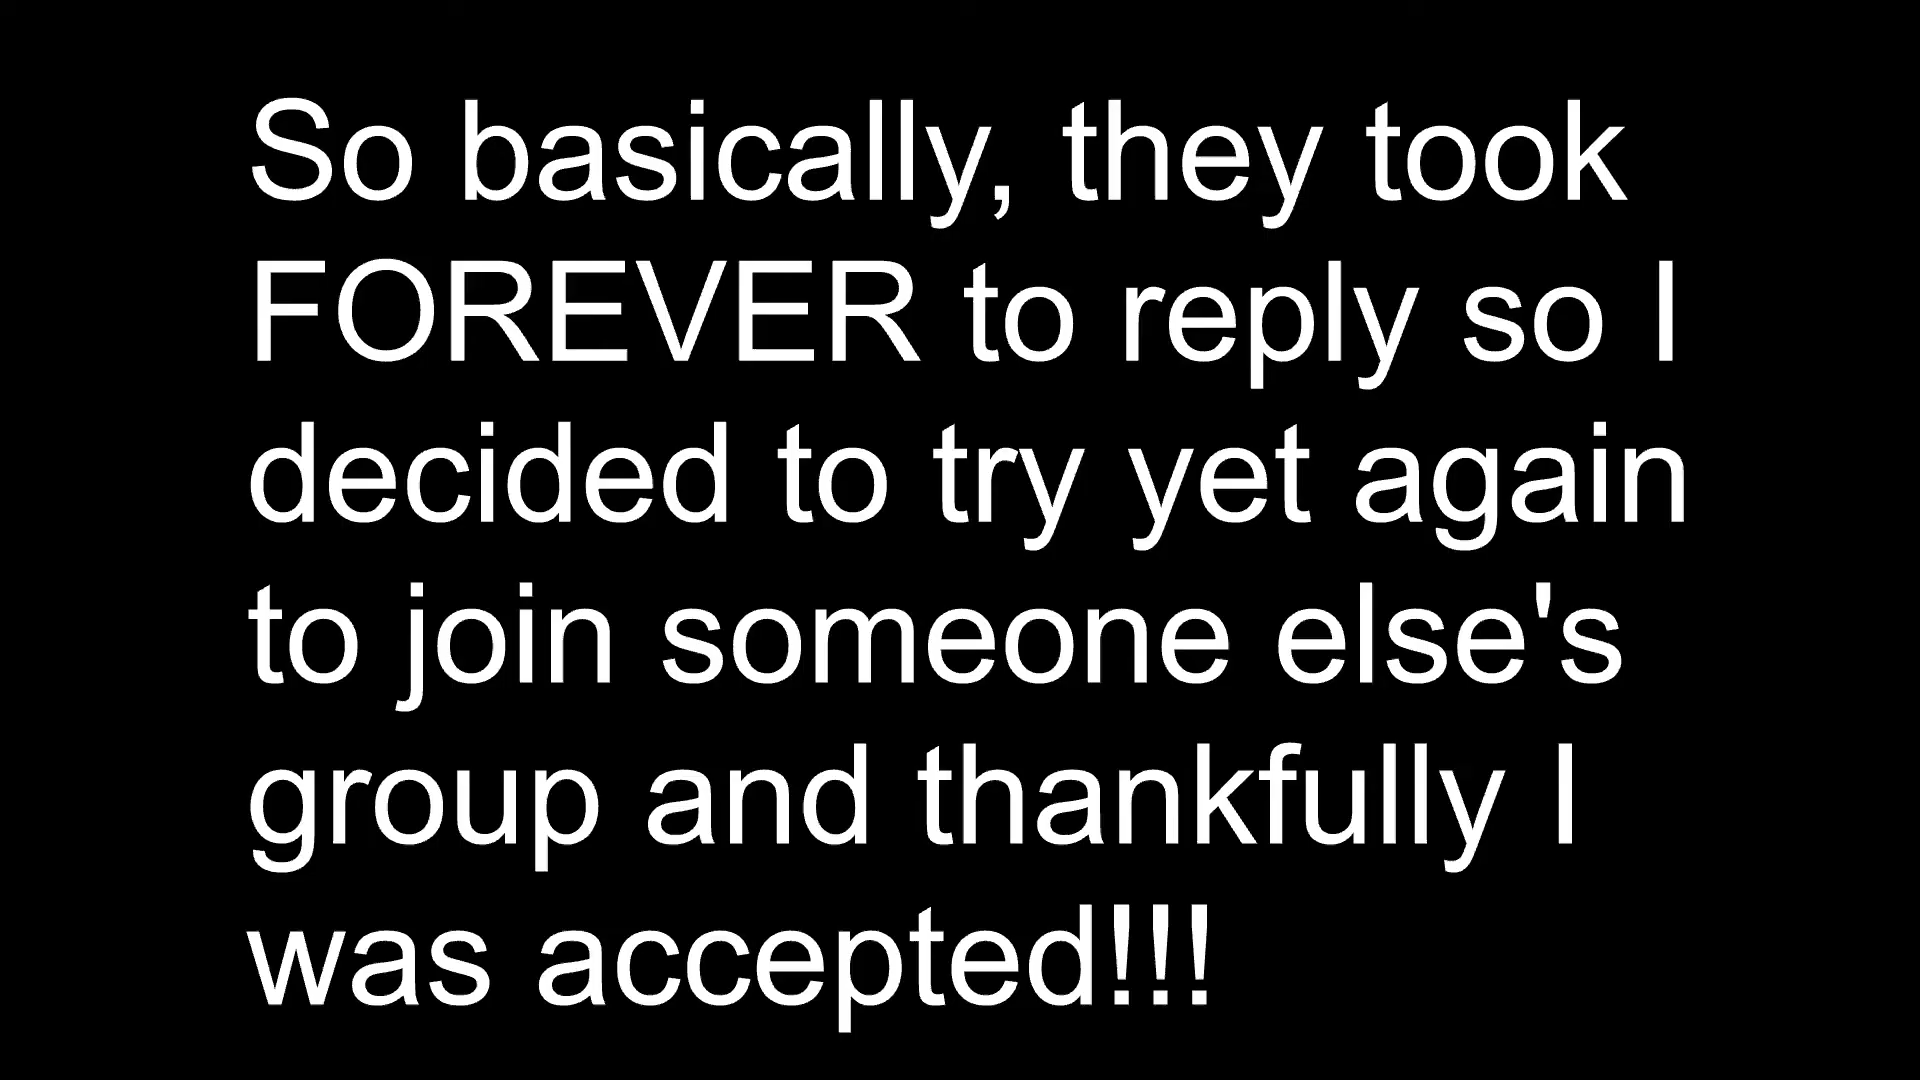 So basically, they took
FOREVER to reply so I
decided to try yet again
to join someone else's
group and thankfully I
was accepted!!!